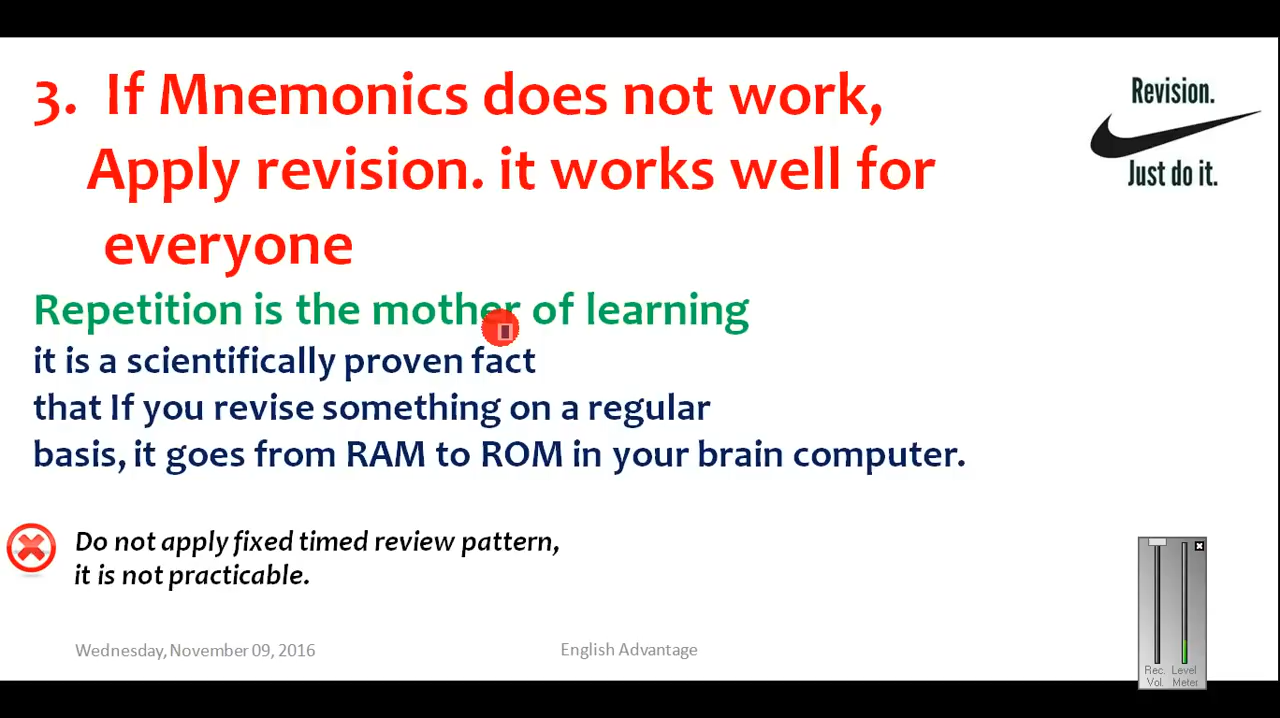 3. If Mnemonics does not work,
Apply revision. it works well for
everyone
Revision.
Just do it.
Repetition is the mother of learning
it is a scientifically proven fact
that If you revise something on a regular
basis, it goes from RAM to ROM in your brain computer.
Do not apply fixed timed review pattern,
it is not practicable.
Wednesday, November 09, 2016
English Advantage
Rec. Level
Vol. Meter